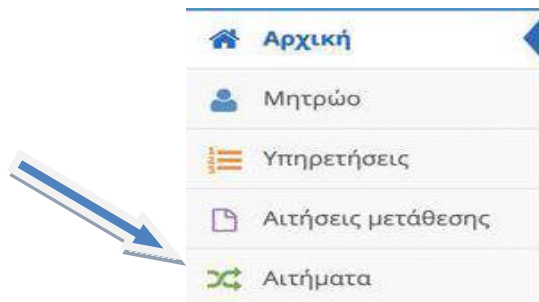 Αρχική
Μητρώο
Υπηρετήσεις
Αιτήσεις μετάθεσης
Αιτήματα